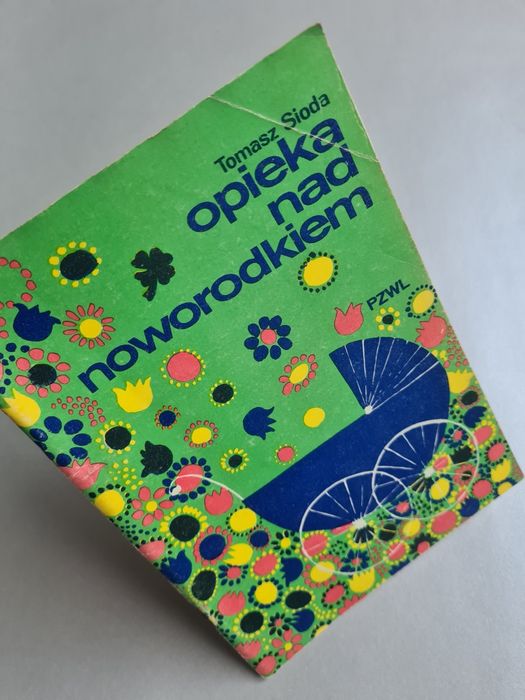 Tomasz Sioda
opieka
nad
noworodkiem
PZWL